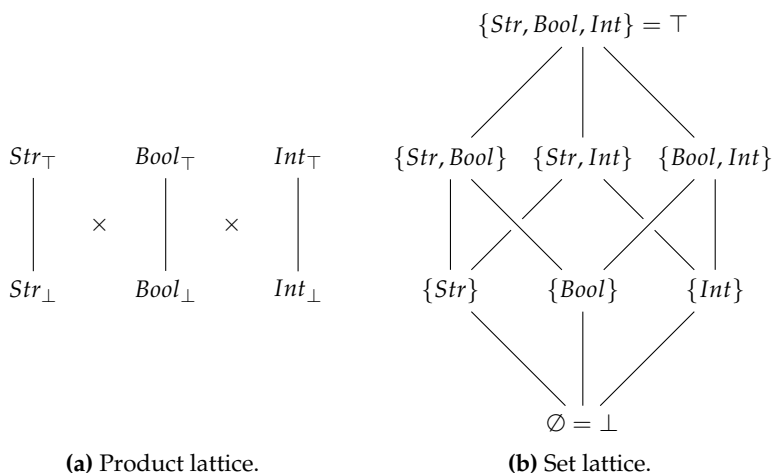 {Str, Bool, Int} = ⊤
Str⊤ Bool⊤ Int⊤
{Str, Bool} {Str, Int} {Bool, Int}
× ×
Str⊥ Bool⊥ Int⊥
{Str} {Bool} {Int}
∅ = ⊥
(a) Product lattice.
(b) Set lattice.